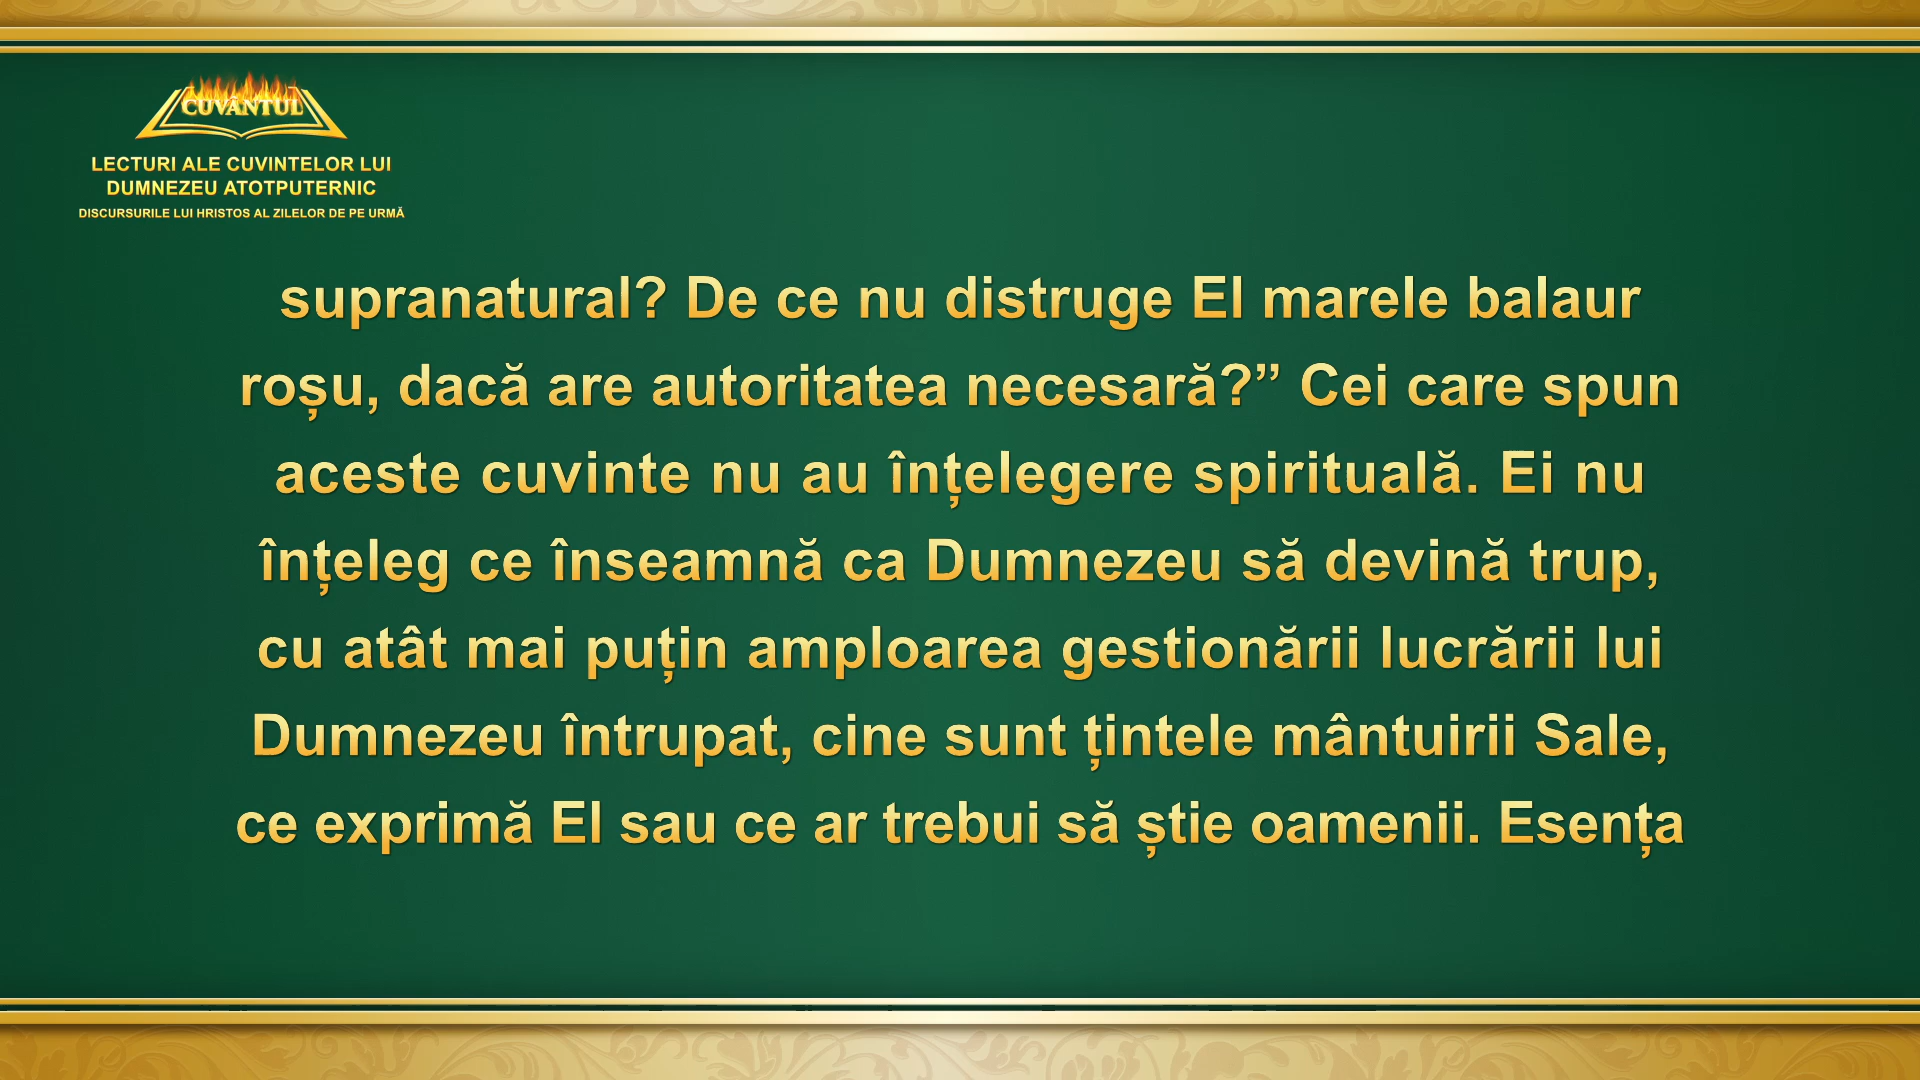 CUVÂNTUL
LECTURI ALE CUVINTELOR LUI
DUMNEZEU ATOTPUTERNIC
DISCURSURILE LUI HRISTOS AL ZILELOR DE PE URMĂ
supranatural? De ce nu distruge El marele balaur
roșu, dacă are autoritatea necesară?” Cei care spun
aceste cuvinte nu au înțelegere spirituală. Ei nu
înțeleg ce înseamnă ca Dumnezeu să devină trup,
cu atât mai puțin amploarea gestionării lucrării lui
Dumnezeu întrupat, cine sunt țintele mântuirii Sale,
ce exprimă El sau ce ar trebui să știe oamenii. Esența